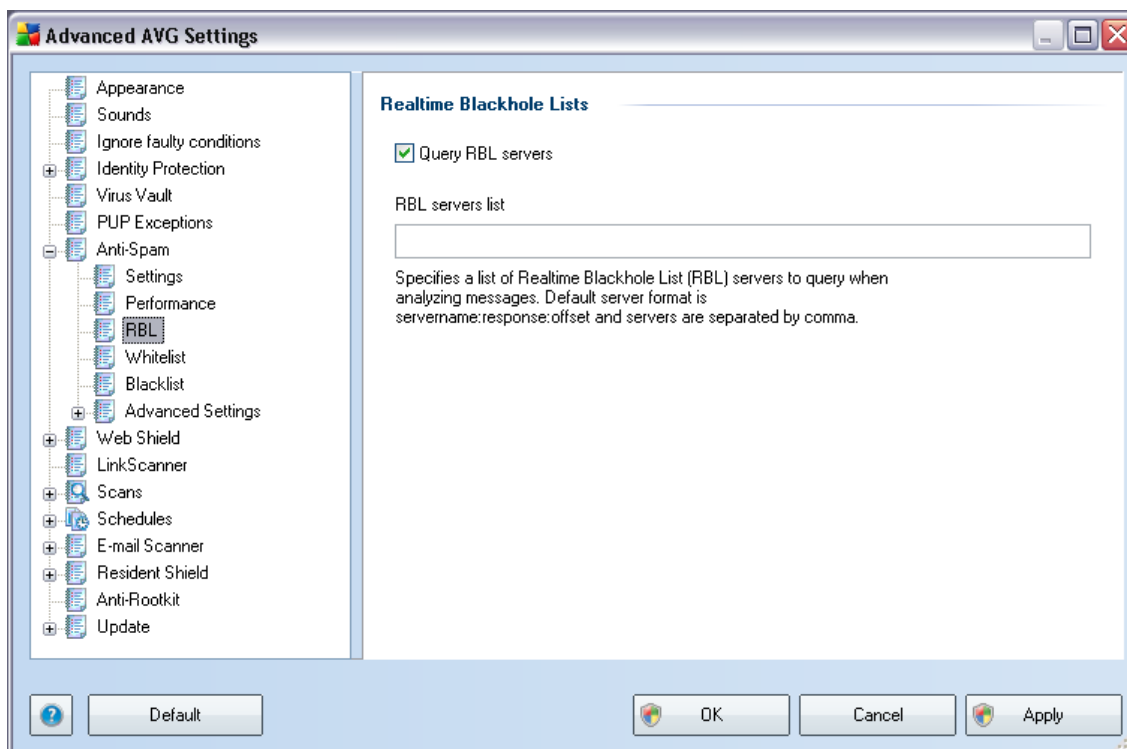 Advanced AVG Settings
Appearance
Sounds
Ignore faulty conditions
Identity Protection
Virus Vault
PUP Exceptions
Anti-Spam
Settings
Performance
RBL
Whitelist
Blacklist
Advanced Settings
Web Shield
LinkScanner
Scans
Schedules
E-mail Scanner
Resident Shield
Anti-Rootkit
Update
Realtime Blackhole Lists
Query RBL servers
RBL servers list
Specifies a list of Realtime Blackhole List (RBL) servers to query when
analyzing messages. Default server format is
servername:response:offset and servers are separated by comma.
Default
OK
Cancel
Apply